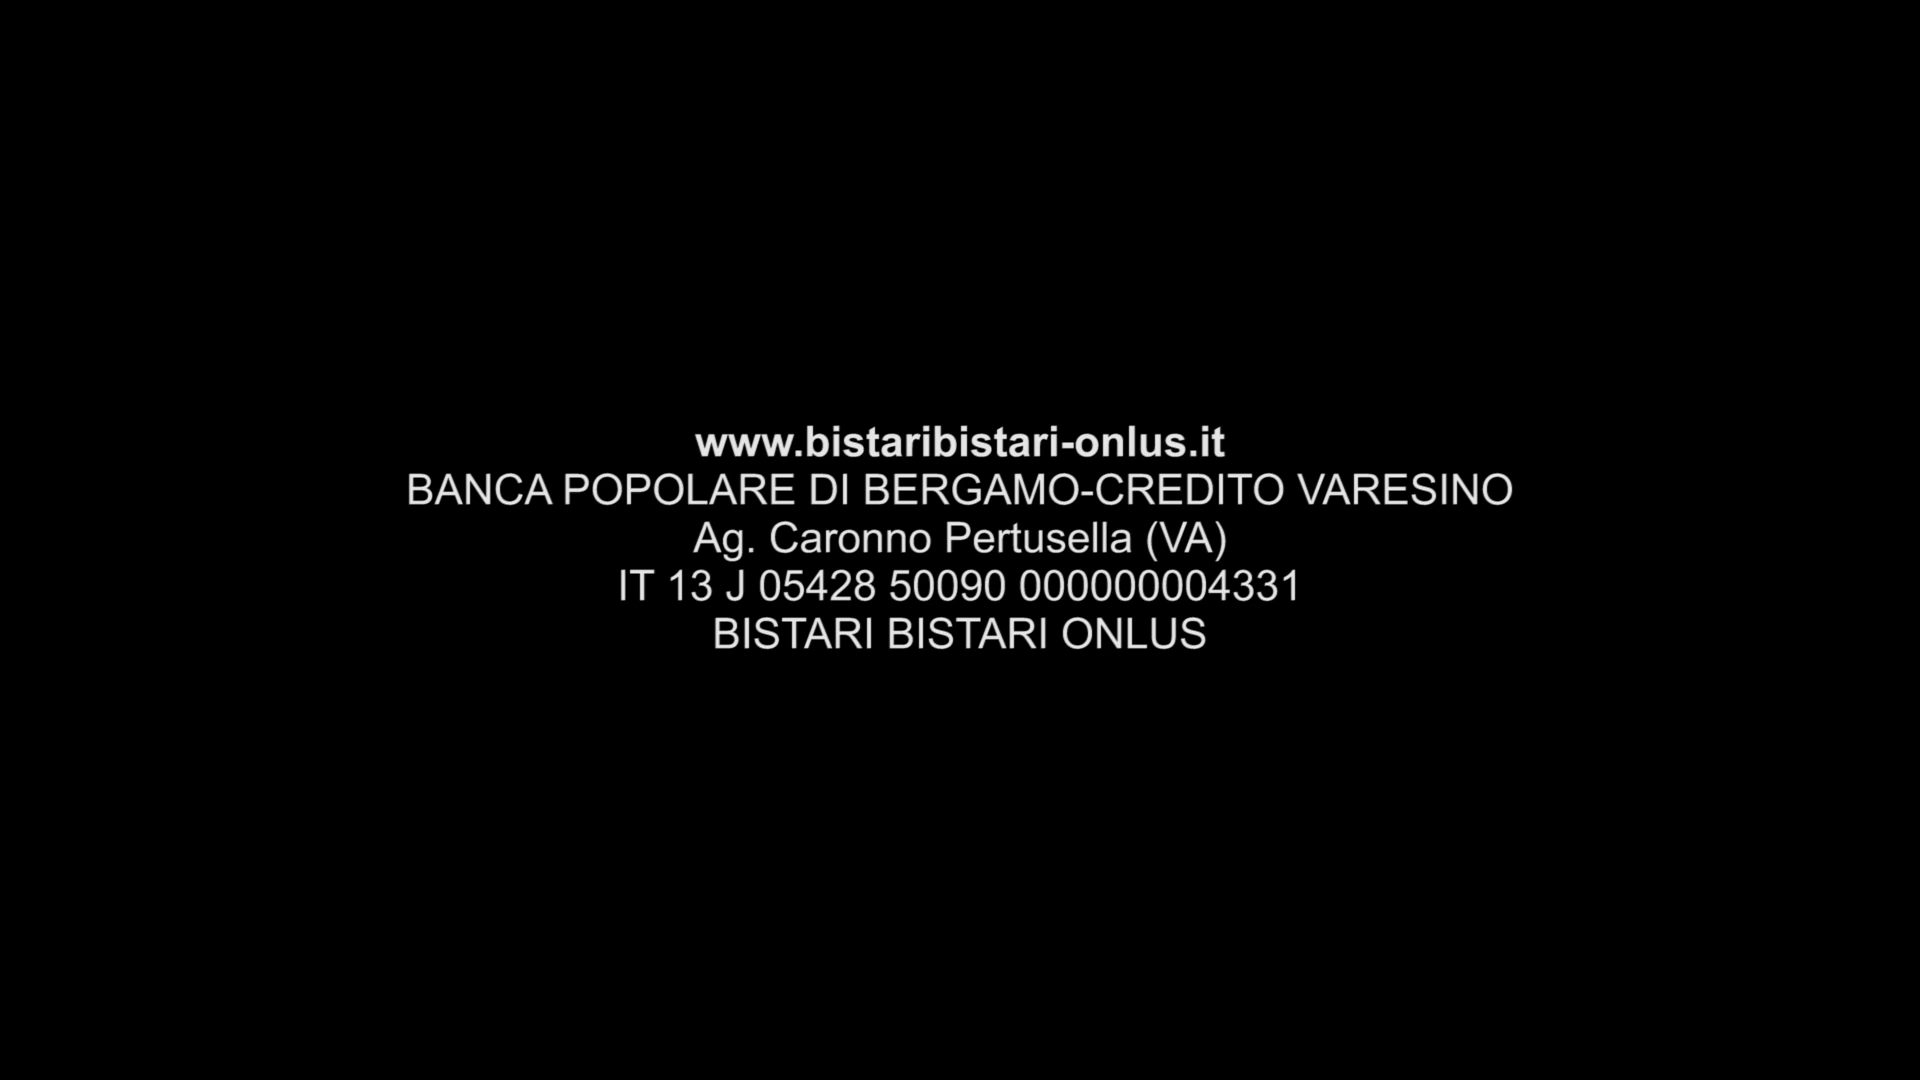 www.bistaribistari-onlus.it
BANCA POPOLARE DI BERGAMO-CREDITO VARESINO
Ag. Caronno Pertusella (VA)
IT 13 J 05428 50090 000000004331
BISTARI BISTARI ONLUS